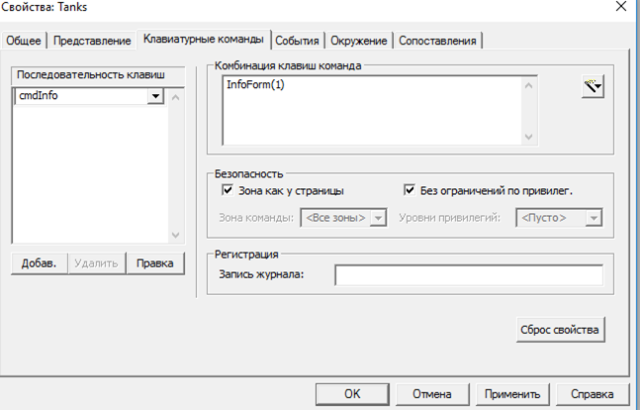 Свойства: Tanks
Общее Представление Клавиатурные команды События Окружение Сопоставления
Последовательность клавиш
cmdInfo
Добав. Удалить Правка
Комбинация клавиш команда
InfoForm(1)
Безопасность
Зона как у страницы Без ограничений по привилег.
Зона команды: <Все зоны> Уровни привилегий: <Пусто>
Регистрация
Запись журнала:
Сброс свойства
OK Отмена Применить Справка